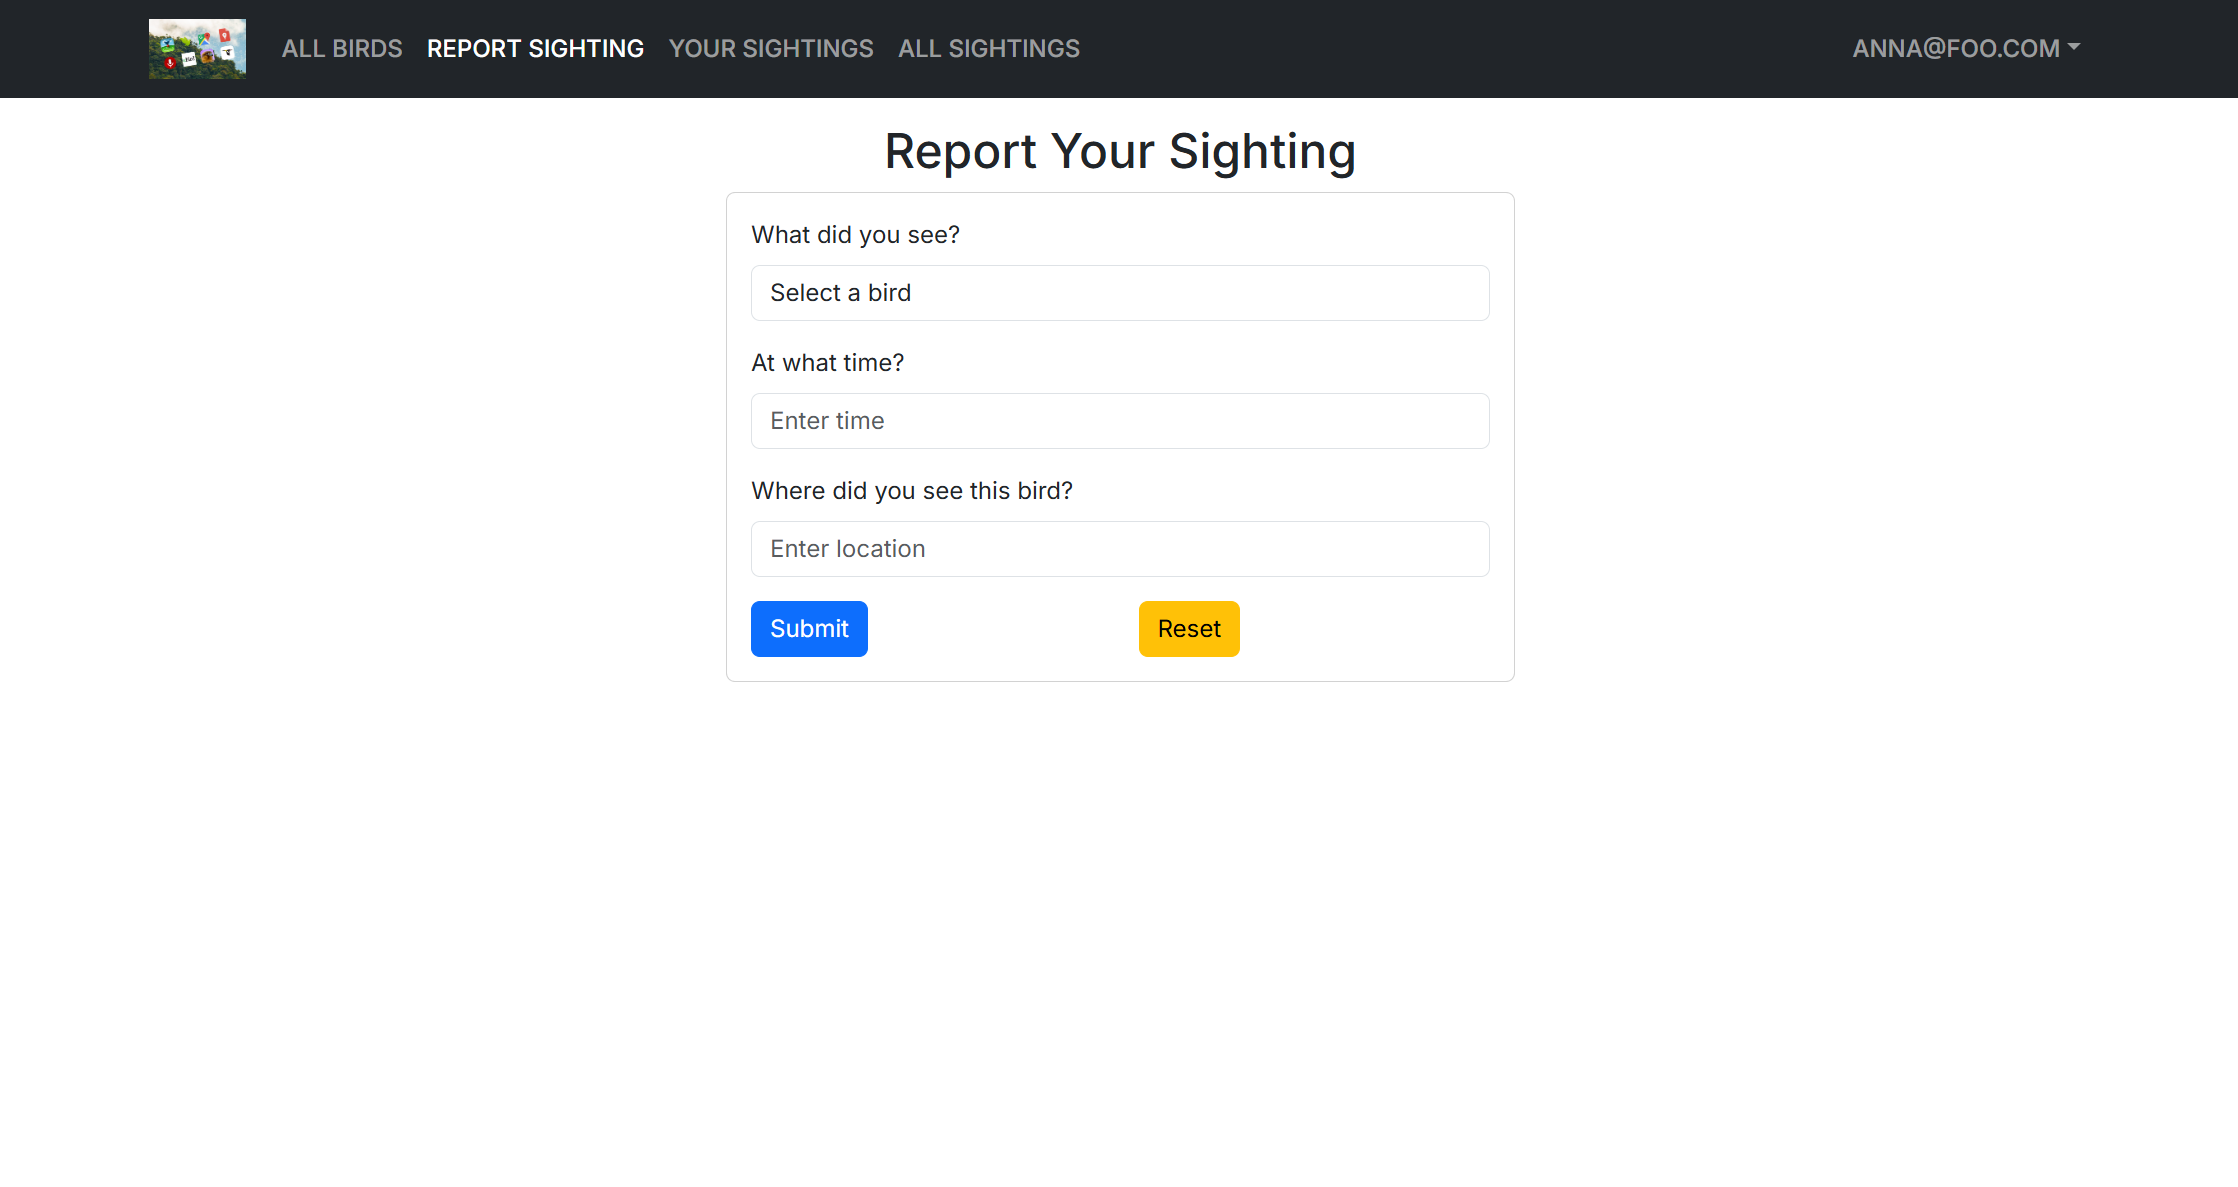 ALL BIRDS REPORT SIGHTING YOUR SIGHTINGS ALL SIGHTINGS ANNA@FOO.COM
Report Your Sighting
What did you see?
Select a bird
At what time?
Enter time
Where did you see this bird?
Enter location
Submit Reset